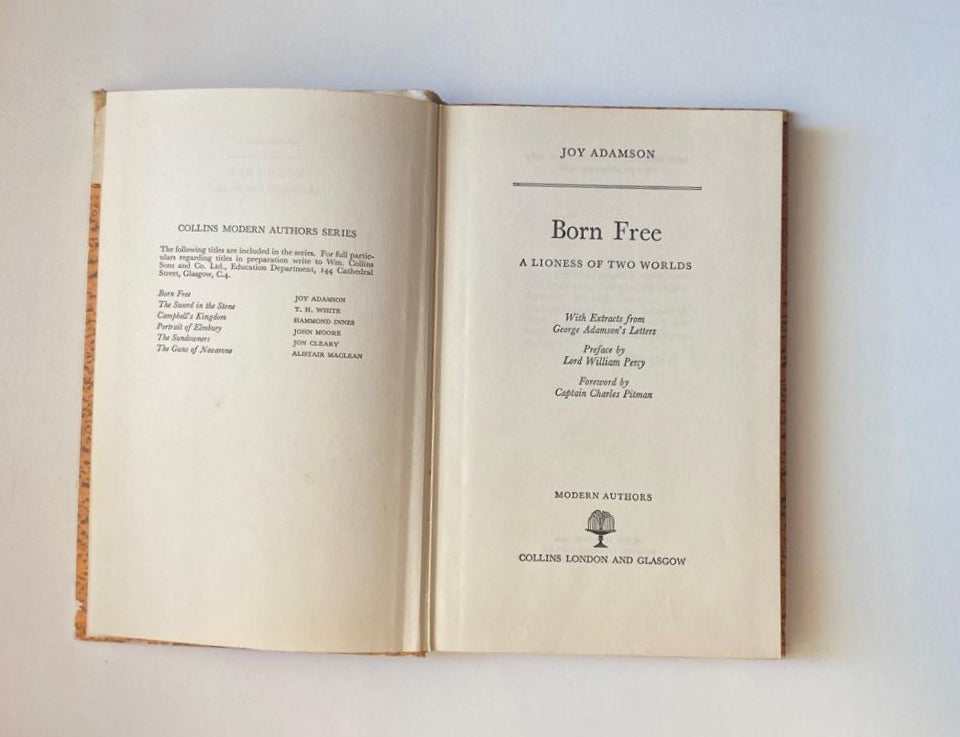 COLLINS MODERN AUTHORS SERIES
The following titles are included in the series. For full partic-
ulars regarding titles in preparation write to Wm. Collins
Sons and Co. Ltd., Education Department, 144 Cathedral
Street, Glasgow, C.4.
Born Free JOY ADAMSON
The Sword in the Stone T. H. WHITE
Campbell's Kingdom HAMMOND INNES
Portrait of Elmbury JOHN MOORE
The Sundowners JON CLEARY
The Guns of Navarone ALISTAIR MACLEAN
JOY ADAMSON
Born Free
A LIONESS OF TWO WORLDS
With Extracts from
George Adamson's Letters
Preface by
Lord William Percy
Foreword by
Captain Charles Pitman
MODERN AUTHORS
COLLINS LONDON AND GLASGOW